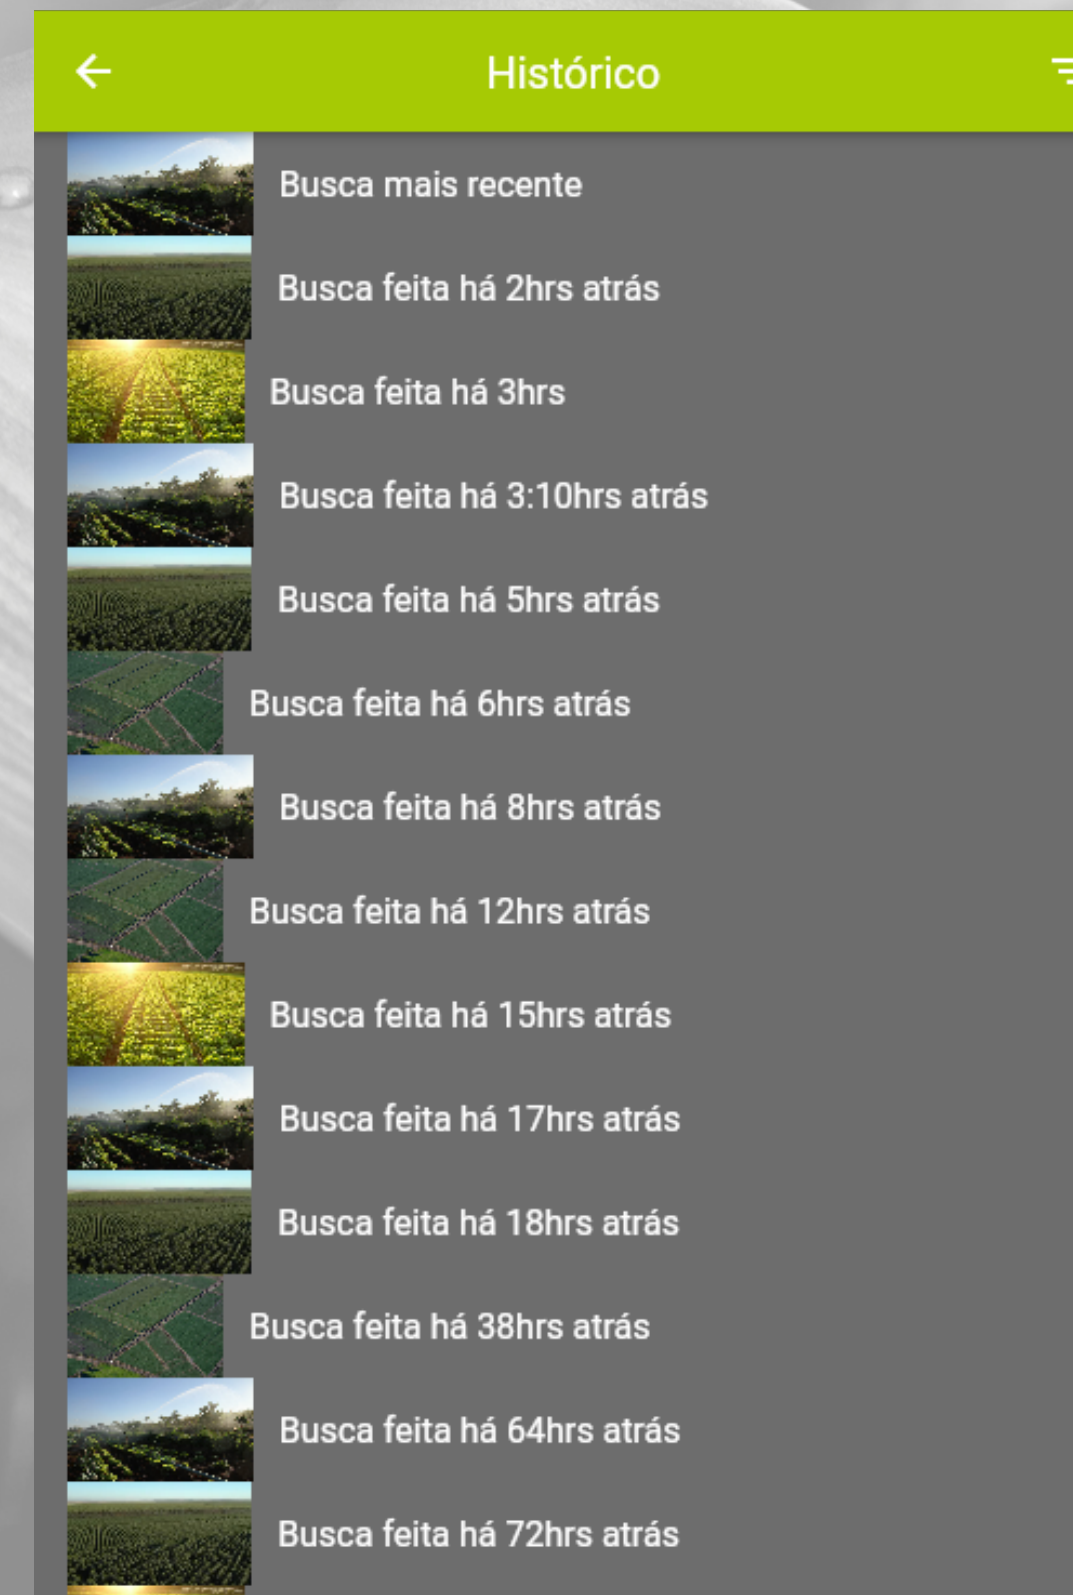 Histórico
Busca mais recente
Busca feita há 2hrs atrás
Busca feita há 3hrs
Busca feita há 3:10hrs atrás
Busca feita há 5hrs atrás
Busca feita há 6hrs atrás
Busca feita há 8hrs atrás
Busca feita há 12hrs atrás
Busca feita há 15hrs atrás
Busca feita há 17hrs atrás
Busca feita há 18hrs atrás
Busca feita há 38hrs atrás
Busca feita há 64hrs atrás
Busca feita há 72hrs atrás